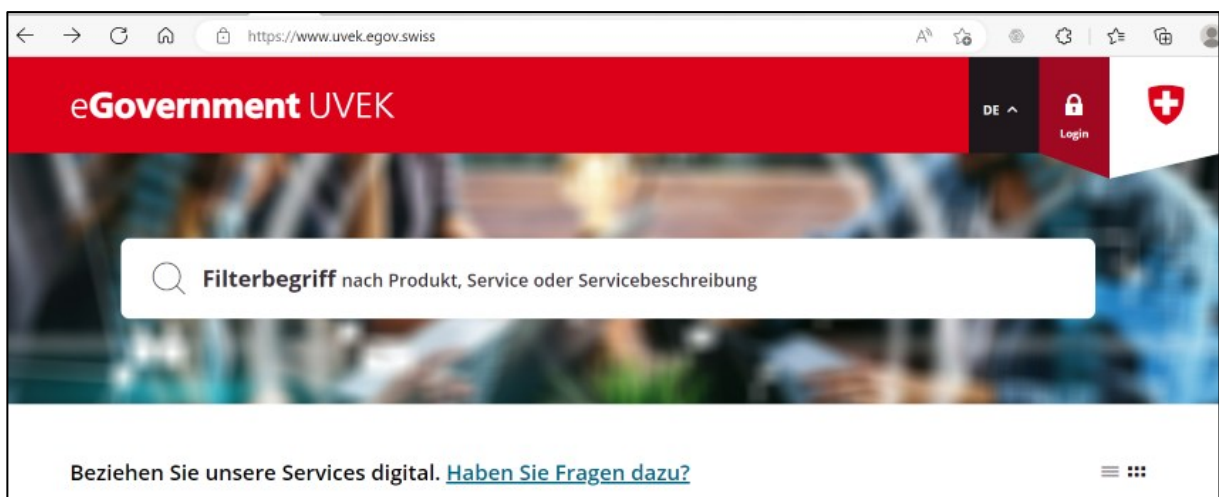 https://www.uvek.egov.swiss
eGovernment UVEK
DE
Login
Filterbegriff nach Produkt, Service oder Servicebeschreibung
Beziehen Sie unsere Services digital. Haben Sie Fragen dazu?